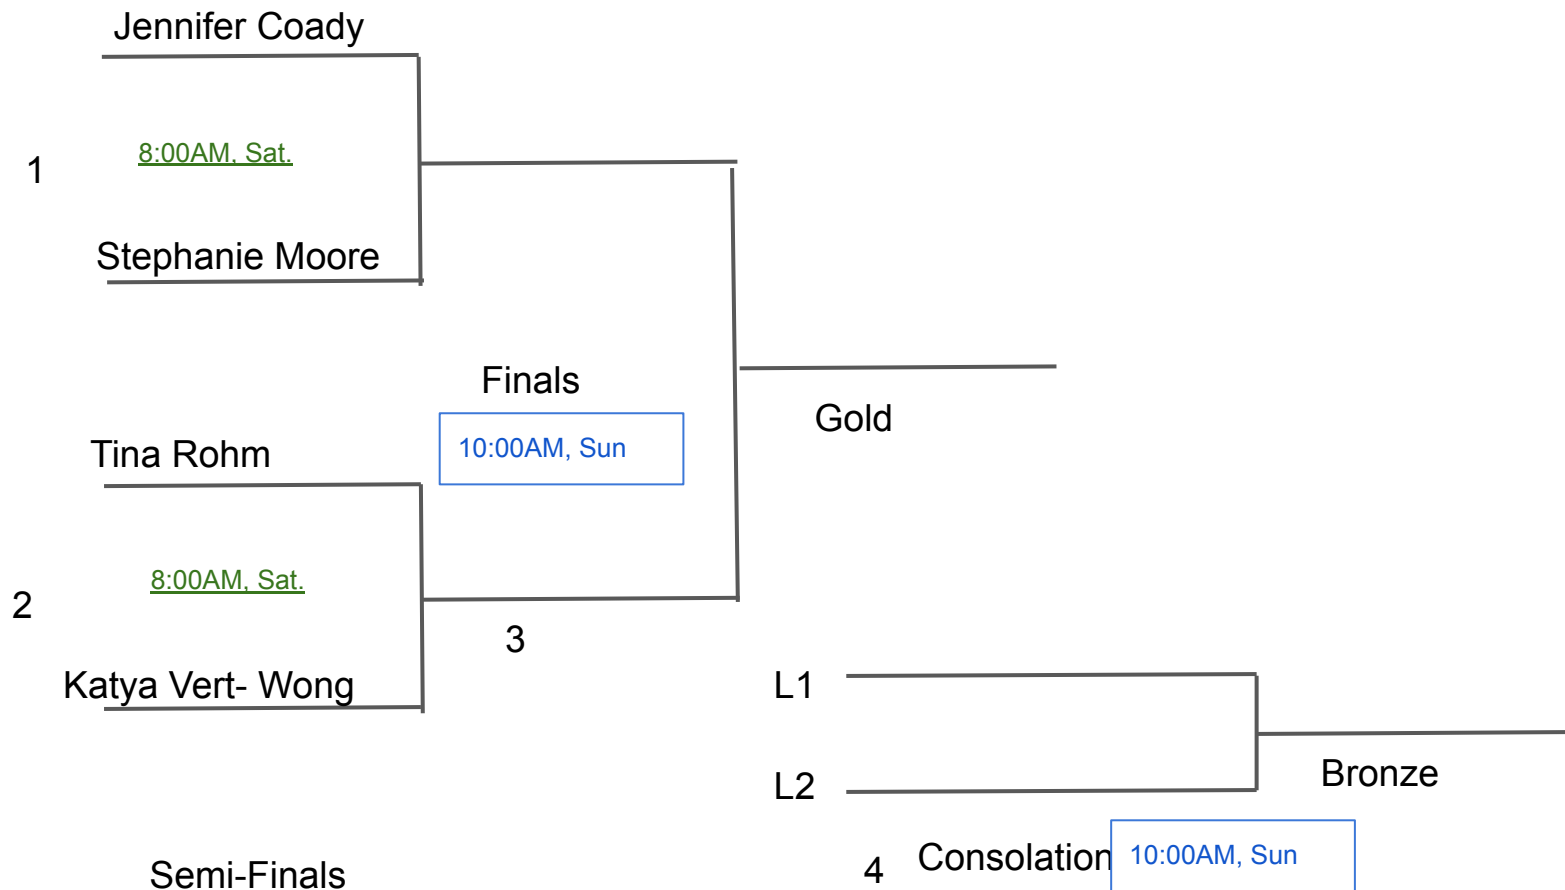 Jennifer Coady
1
8:00AM, Sat.
Stephanie Moore
Finals
10:00AM, Sun
Gold
Tina Rohm
2
8:00AM, Sat.
3
Katya Vert- Wong
L1
L2
Bronze
Semi-Finals
4
Consolation
10:00AM, Sun